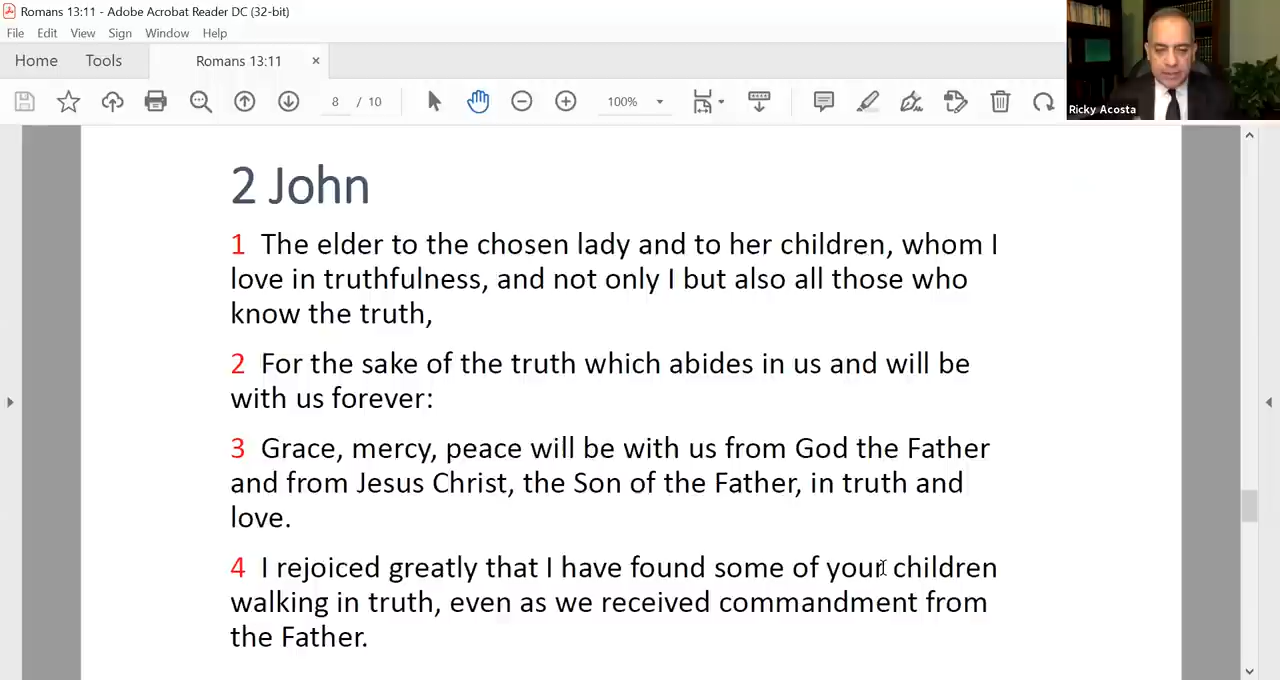 Romans 13:11 - Adobe Acrobat Reader DC (32-bit)
File Edit View Sign Window Help
Home Tools Romans 13:11 ×
8 / 10 100%
Ricky Acosta
2 John
1 The elder to the chosen lady and to her children, whom I
love in truthfulness, and not only I but also all those who
know the truth,
2 For the sake of the truth which abides in us and will be
with us forever:
3 Grace, mercy, peace will be with us from God the Father
and from Jesus Christ, the Son of the Father, in truth and
love.
4 I rejoiced greatly that I have found some of your children
walking in truth, even as we received commandment from
the Father.